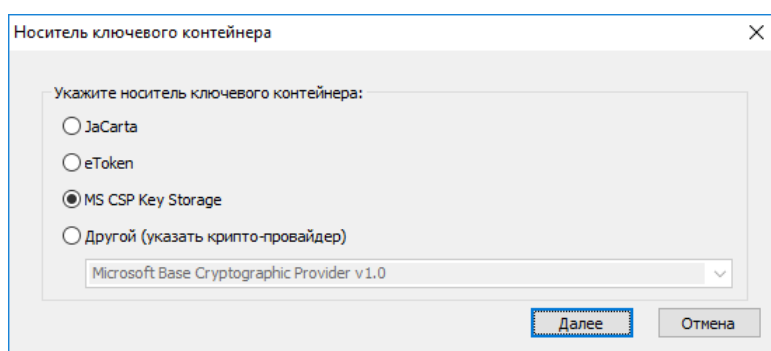 Носитель ключевого контейнера
Укажите носитель ключевого контейнера:
JaCarta
eToken
MS CSP Key Storage
Другой (указать крипто-провайдер)
Microsoft Base Cryptographic Provider v1.0
Далее
Отмена